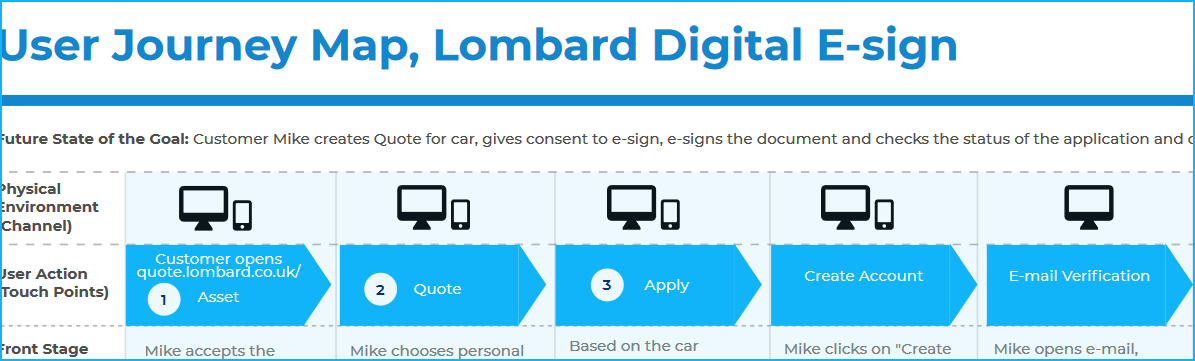 User Journey Map, Lombard Digital E-sign
Future State of the Goal: Customer Mike creates Quote for car, gives consent to e-sign, e-signs the document and checks the status of the application and
Physical
Environment
(Channel)
User Action
(Touch Points)
Customer opens
quote.lombard.co.uk/
1 Asset
2 Quote
3 Apply
Create Account
E-mail Verification
Front Stage
Mike accepts the
Mike chooses personal
Based on the car
Mike clicks on "Create
Mike opens e-mail,